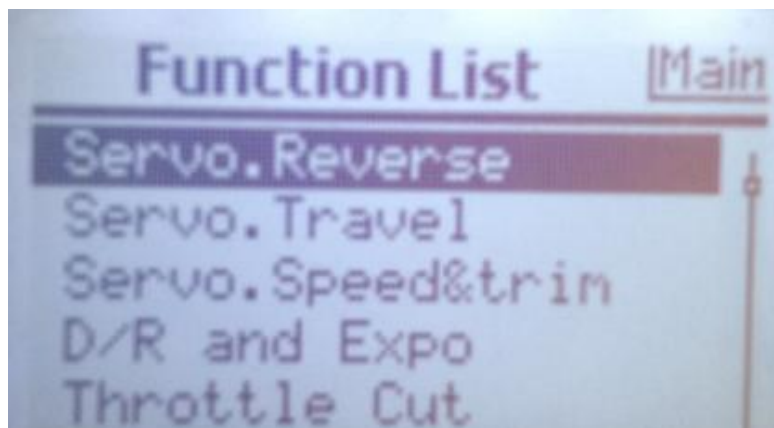 Function List Main
Servo.Reverse
Servo.Travel
Servo.Speed&trim
D/R and Expo
Throttle Cut